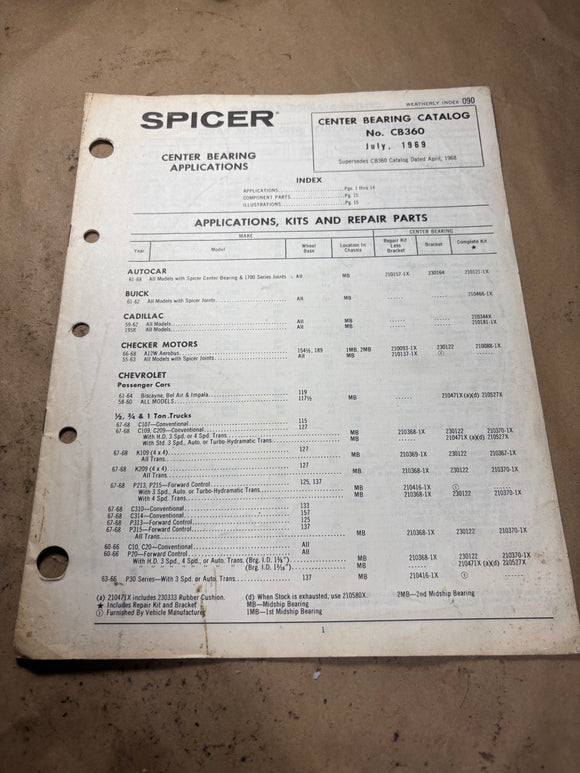 WEATHERLY INDEX 090
SPICER®
CENTER BEARING CATALOG
No. CB360
July, 1969
Supersedes CB360 Catalog Dated April, 1968
CENTER BEARING
APPLICATIONS
INDEX
APPLICATIONS Pgs. 1 thru 14
COMPONENT PARTS Pg. 15
ILLUSTRATIONS Pg. 15
APPLICATIONS, KITS AND REPAIR PARTS
MAKE CENTER BEARING
Year Model Wheel Base Location In Chassis Repair Kit Less Bracket Bracket Complete Kit ★
AUTOCAR
61-68 All Models with Spicer Center Bearing & 1700 Series Joints All MB 210157-1X 230164 210121-1X
BUICK
61-62 All Models with Spicer Joints All MB ...... ...... 210466-1X
CADILLAC
59-62 All Models All MB ...... ...... 210344X
1958 All Models All MB ...... ...... 210181-1X
CHECKER MOTORS
66-68 A12W Aerobus 154½, 189 1MB, 2MB 210093-1X 230122 210088-1X
55-63 All Models with Spicer Joints All MB 210137-1X ⓘ ......
CHEVROLET
Passenger Cars
61-64 Biscayne, Bel Air & Impala 119
58-60 ALL MODELS 117½ MB ...... 210471X (a)(d) 210527X
½, ¾ & 1 Ton Trucks
67-68 C107—Conventional 115
67-68 C109, C209—Conventional 127
With H.D. 3 Spd. or 4 Spd. Trans. MB 210368-1X 230122 210370-1X
With Std. 3 Spd., Auto. or Turbo-Hydramatic Trans. MB ...... 210471X (a)(d) 210527X
67-68 K109 (4 x 4) 127
All Trans. MB 210369-1X 230122 210367-1X
67-68 K209 (4 x 4) 127
All Trans. MB 210368-1X 230122 210370-1X
67-68 P213, P215—Forward Control 125, 137
With 3 Spd., Auto. or Turbo-Hydramatic Trans. MB 210416-1X ⓘ ......
With 4 Spd. Trans. MB 210368-1X 230122 210370-1X
67-68 C310—Conventional 133
67-68 C314—Conventional 157
67-68 P313—Forward Control 125
67-68 P315—Forward Control 137
All Trans. MB 210368-1X 230122 210370-1X
60-66 C10, C20—Conventional All
60-66 P20—Forward Control All
With H.D. 3 Spd., 4 Spd., or Auto. Trans. (Brg. I.D. 1⅜") MB 210368-1X 230122 210370-1X
" " " " " " " (Brg. I.D. 1³⁄₁₆") MB ...... 210471X (a)(d) 210527X
63-66 P30 Series—With 3 Spd. or Auto. Trans. 137 MB 210416-1X ⓘ ......
(a) 210471X includes 230333 Rubber Cushion. (d) When Stock is exhausted, use 210580X. 2MB—2nd Midship Bearing
★ Includes Repair Kit and Bracket MB—Midship Bearing
ⓘ Furnished By Vehicle Manufacturer 1MB—1st Midship Bearing
1